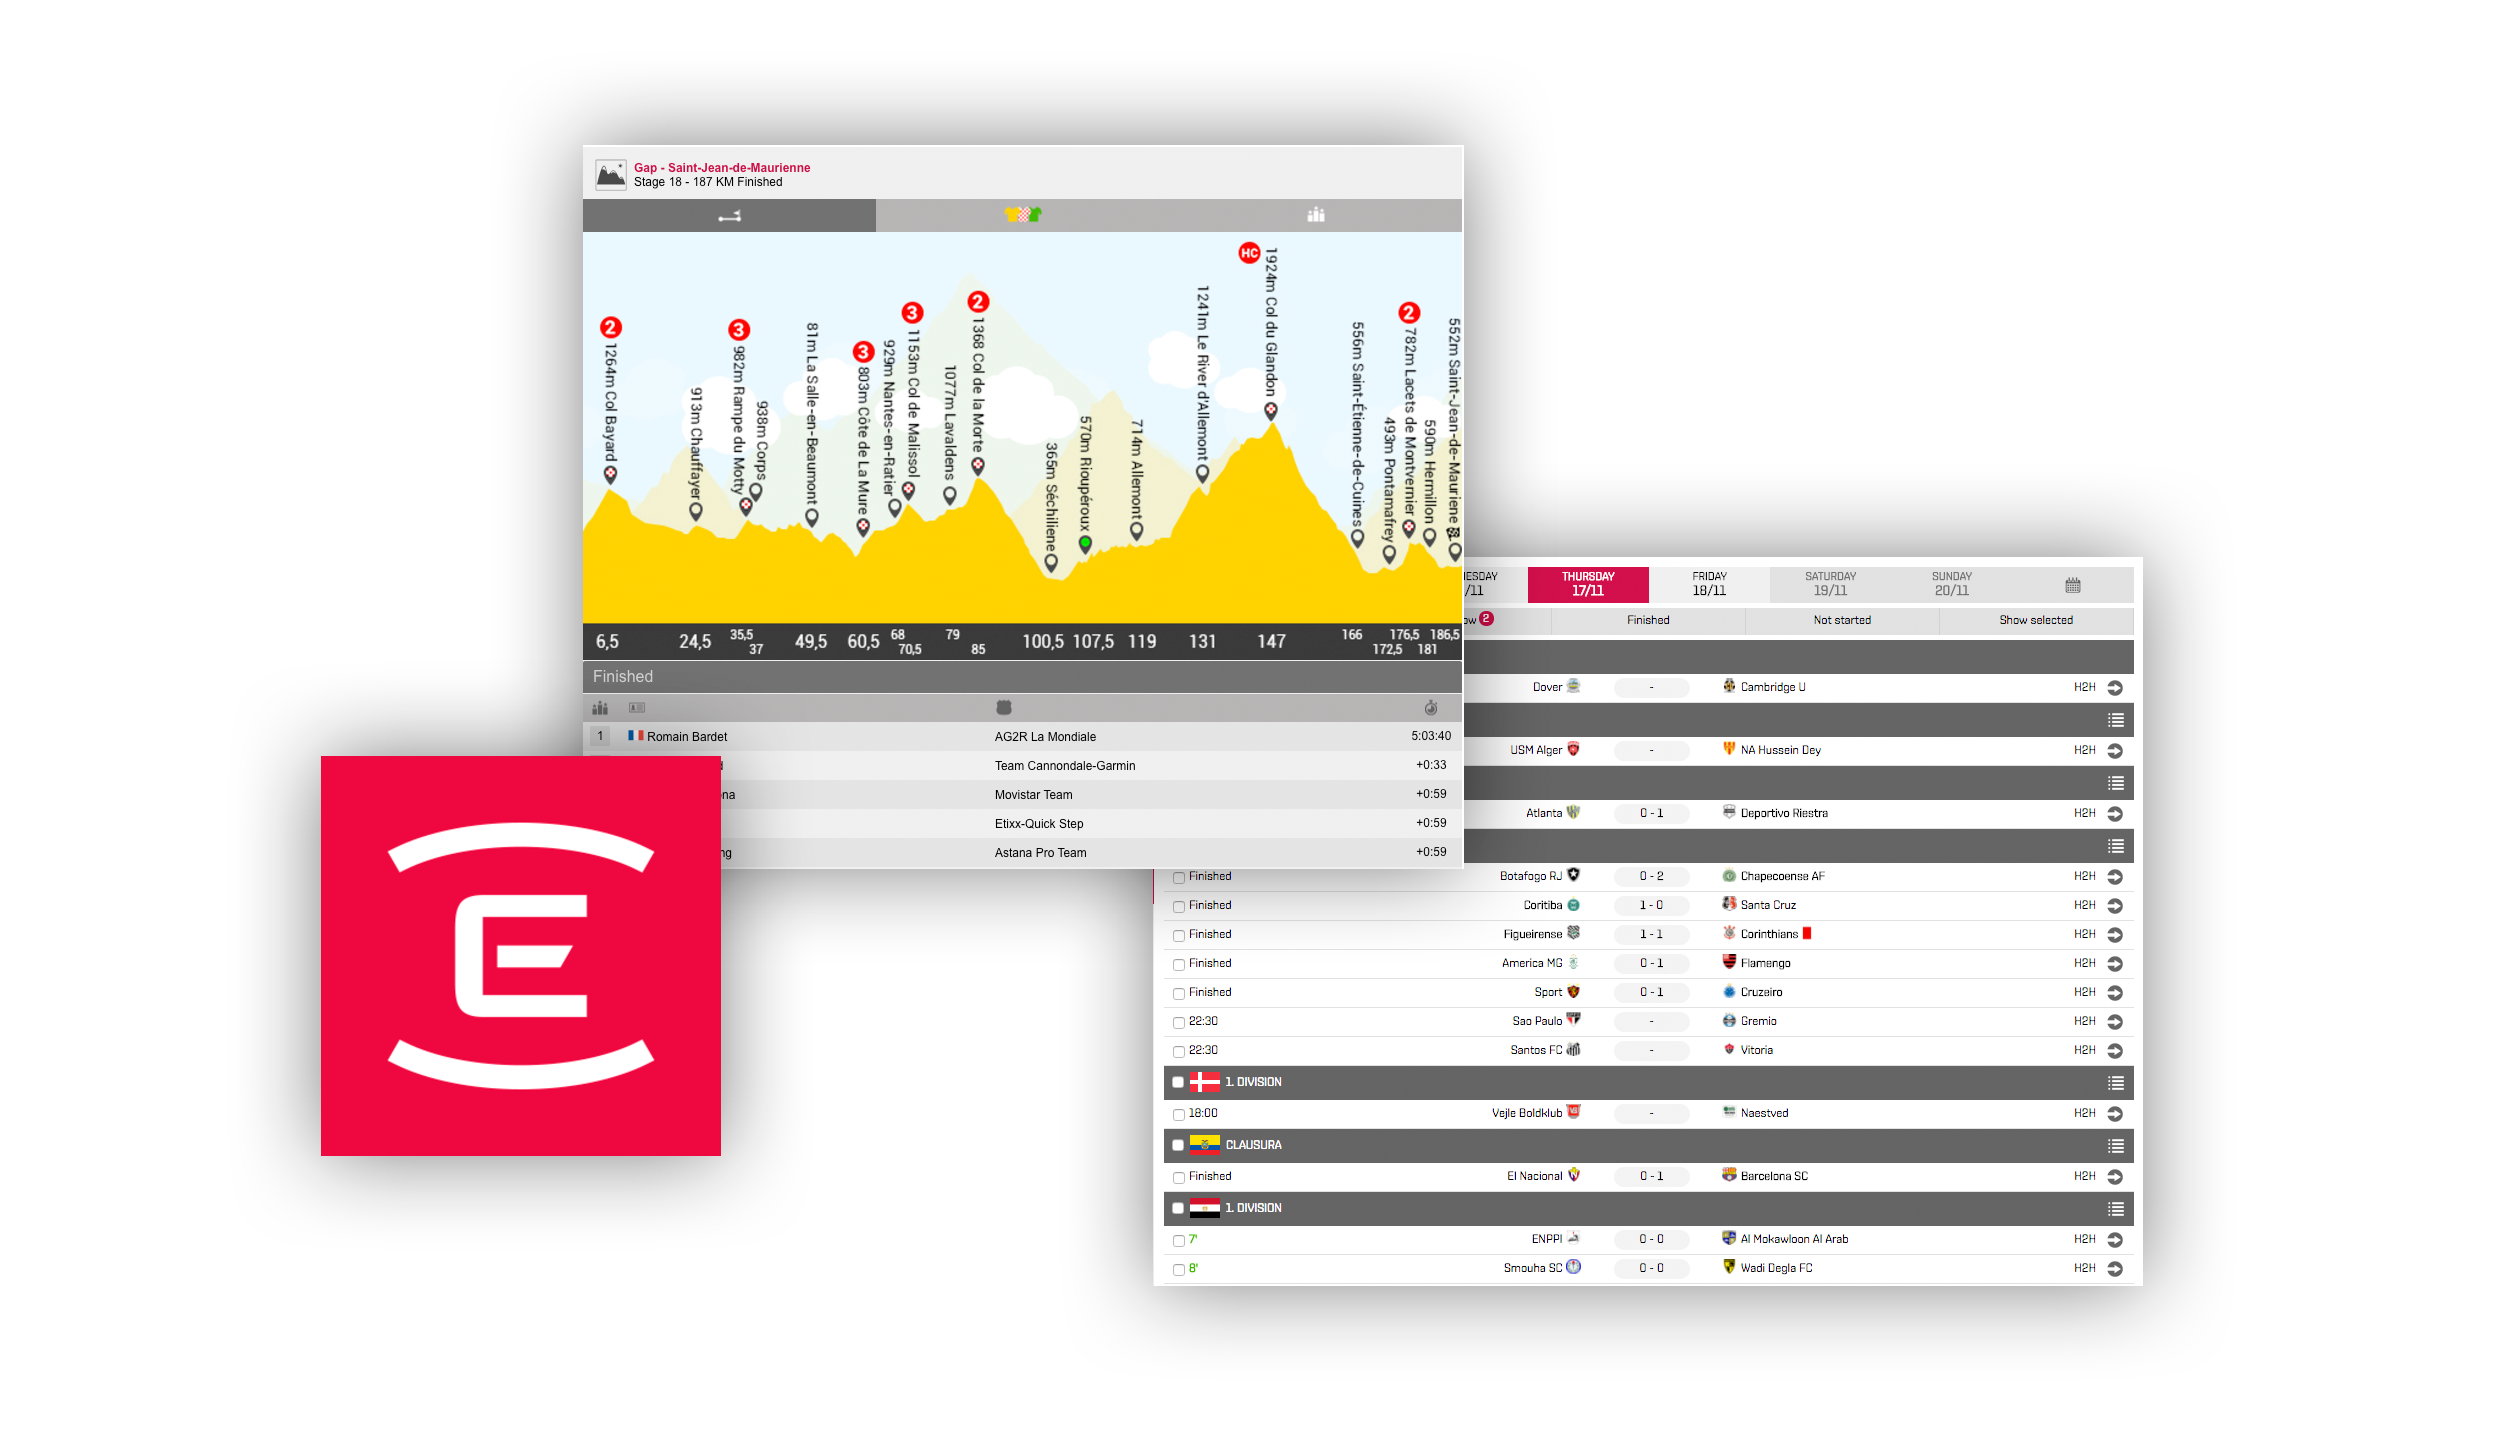 Gap - Saint-Jean-de-Maurienne
Stage 18 - 187 KM Finished
2 1264m Col Bayard
913m Chauffayer
3 982m Rampe du Motty
938m Corps
81m La Salle-en-Beaumont
3 803m Côte de La Mure
929m Nantes-en-Ratier
3 1153m Col de Malissol
1077m Lavaldens
2 1368 Col de la Morte
365m Séchiliene
570m Rioupéroux
714m Allemont
1241m Le River d'Allemont
HC 1924m Col du Glandon
556m Saint-Étienne-de-Cuines
493m Pontamafrey
2 782m Lacets de Montvernier
590m Hermillon
552m Saint-Jean-de-Maurienne
6,5 24,5 35,5 37 49,5 60,5 68 70,5 79 85 100,5 107,5 119 131 147 166 172,5 176,5 181 186,5
Finished
1 Romain Bardet AG2R La Mondiale 5:03:40
Team Cannondale-Garmin +0:33
Movistar Team +0:59
Etixx-Quick Step +0:59
Astana Pro Team +0:59
E
THURSDAY FRIDAY SATURDAY SUNDAY
/11 17/11 18/11 19/11 20/11
2 Finished Not started Show selected
Dover - Cambridge U H2H
USM Alger - NA Hussein Dey H2H
Atlanta 0 - 1 Deportivo Riestra H2H
Finished Botafogo RJ 0 - 2 Chapecoense AF H2H
Finished Coritiba 1 - 0 Santa Cruz H2H
Finished Figueirense 1 - 1 Corinthians H2H
Finished America MG 0 - 1 Flamengo H2H
Finished Sport 0 - 1 Cruzeiro H2H
22:30 Sao Paulo - Gremio H2H
22:30 Santos FC - Vitoria H2H
1. DIVISION
18:00 Vejle Boldklub - Naestved H2H
CLAUSURA
Finished El Nacional 0 - 1 Barcelona SC H2H
1. DIVISION
7' ENPPI 0 - 0 Al Mokawloon Al Arab H2H
8' Smouha SC 0 - 0 Wadi Degla FC H2H